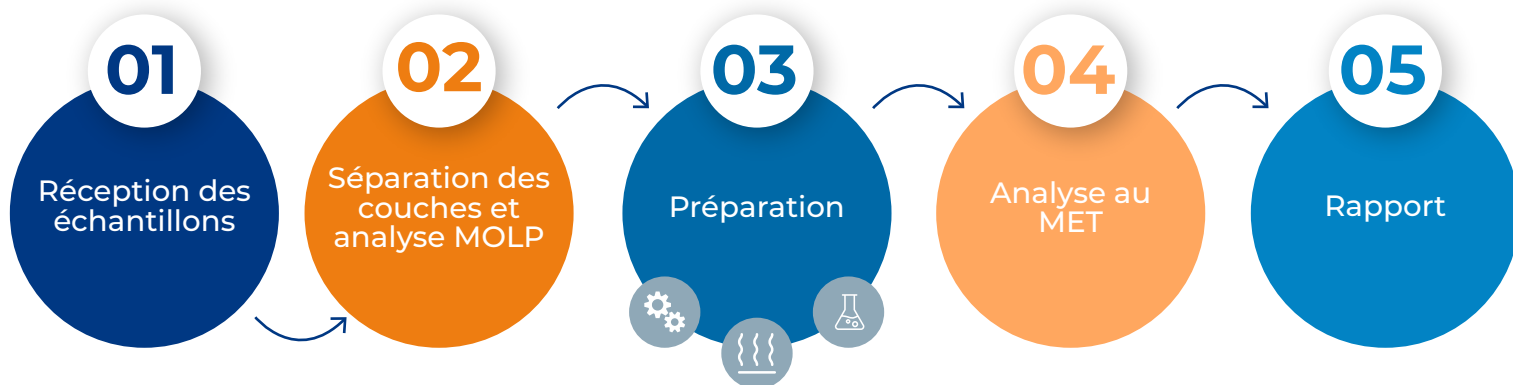 01
Réception des
échantillons
02
Séparation des
couches et
analyse MOLP
03
Préparation
04
Analyse au
MET
05
Rapport